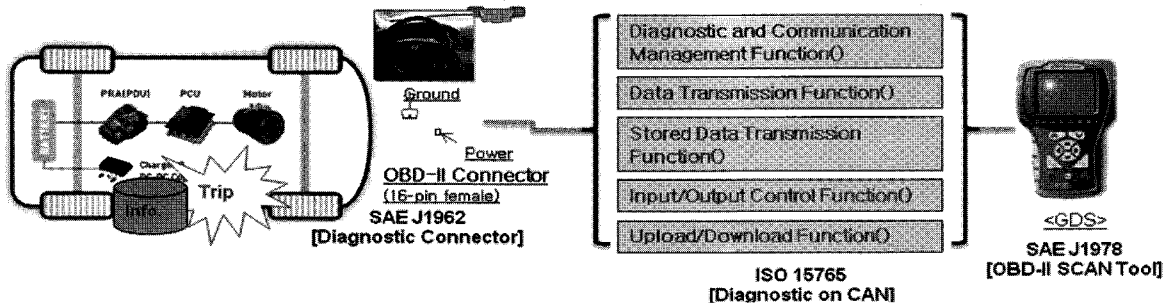 PRA(PDU)
PCU
Motor
Trip
Info.
Ground
Power
OBD-II Connector
(16-pin female)
SAE J1962
[Diagnostic Connector]
Diagnostic and Communication
Management Function()
Data Transmission Function()
Stored Data Transmission
Function()
Input/Output Control Function()
Upload/Download Function()
ISO 15765
[Diagnostic on CAN]
<GDS>
SAE J1978
[OBD-II SCAN Tool]